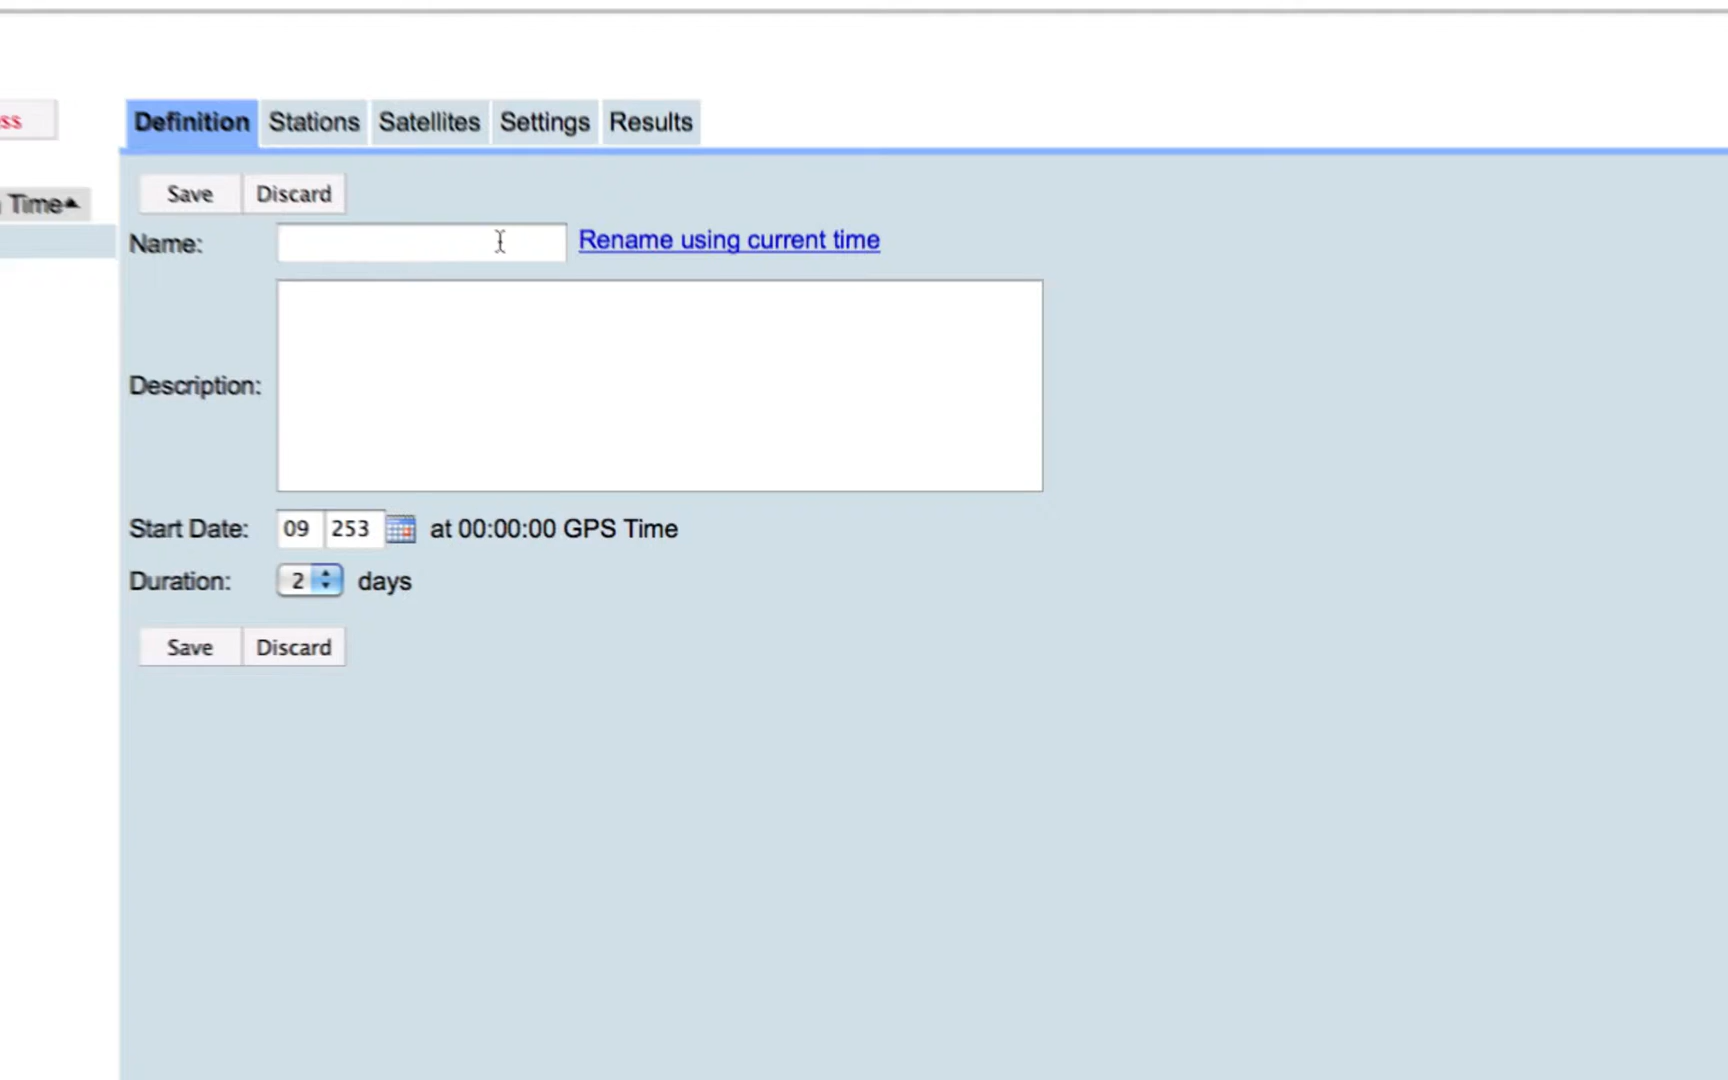 ss
Definition Stations Satellites Settings Results
Save Discard
Time
Name: Rename using current time
Description:
Start Date: 09 253 at 00:00:00 GPS Time
Duration: 2 days
Save Discard